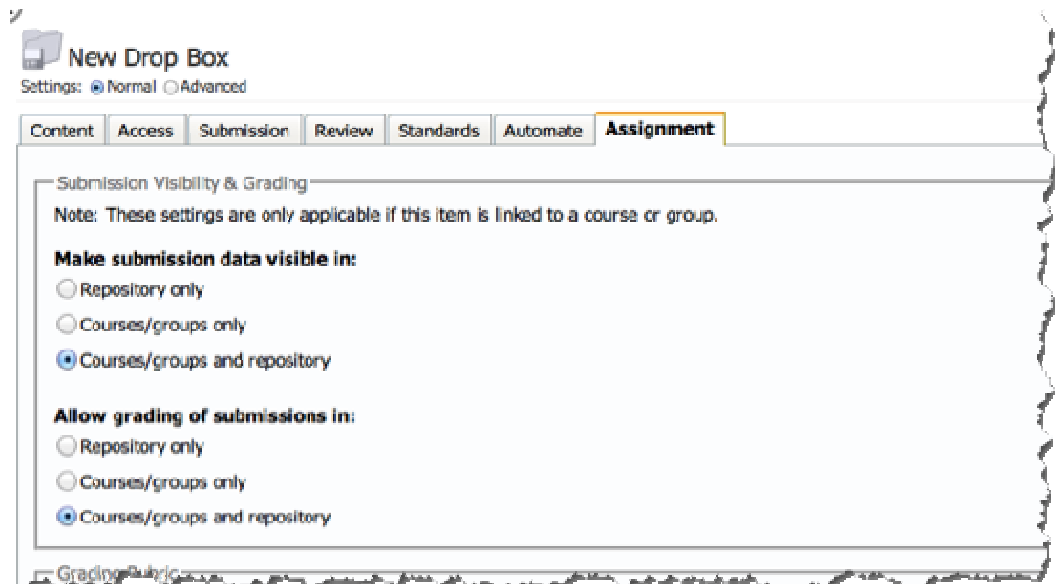 New Drop Box
Settings: Normal Advanced
Content Access Submission Review Standards Automate Assignment
Submission Visibility & Grading
Note: These settings are only applicable if this item is linked to a course or group.
Make submission data visible in:
Repository only
Courses/groups only
Courses/groups and repository
Allow grading of submissions in:
Repository only
Courses/groups only
Courses/groups and repository
Grading Rubric